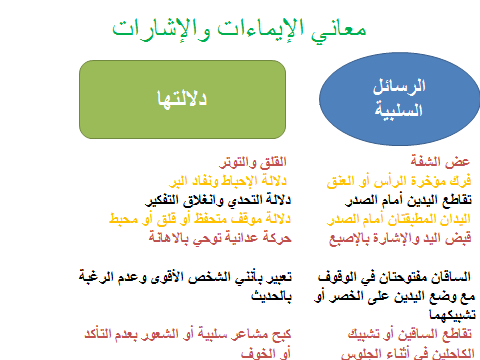 معاني الإيماءات والإشارات
الرسائل
السلبية
دلالتها
عض الشفة
القلق والتوتر
فرك مؤخرة الرأس أو العنق
دلالة الإحباط ونفاد البر
تقاطع اليدين أمام الصدر
دلالة التحدي وانغلاق التفكير
اليدان المطبقتان أمام الصدر
دلالة موقف متحفظ أو قلق أو محبط
قبض اليد والإشارة بالإصبع
حركة عدائية توحي بالاهانة
الساقان مفتوحتان في الوقوف
مع وضع اليدين على الخصر أو
تشبيكهما
تعبير بأنني الشخص الأقوى وعدم الرغبة
بالحديث
تقاطع الساقين أو تشبيك
الكاحلين في أثناء الجلوس
كبح مشاعر سلبية أو الشعور بعدم التأكد
أو الخوف